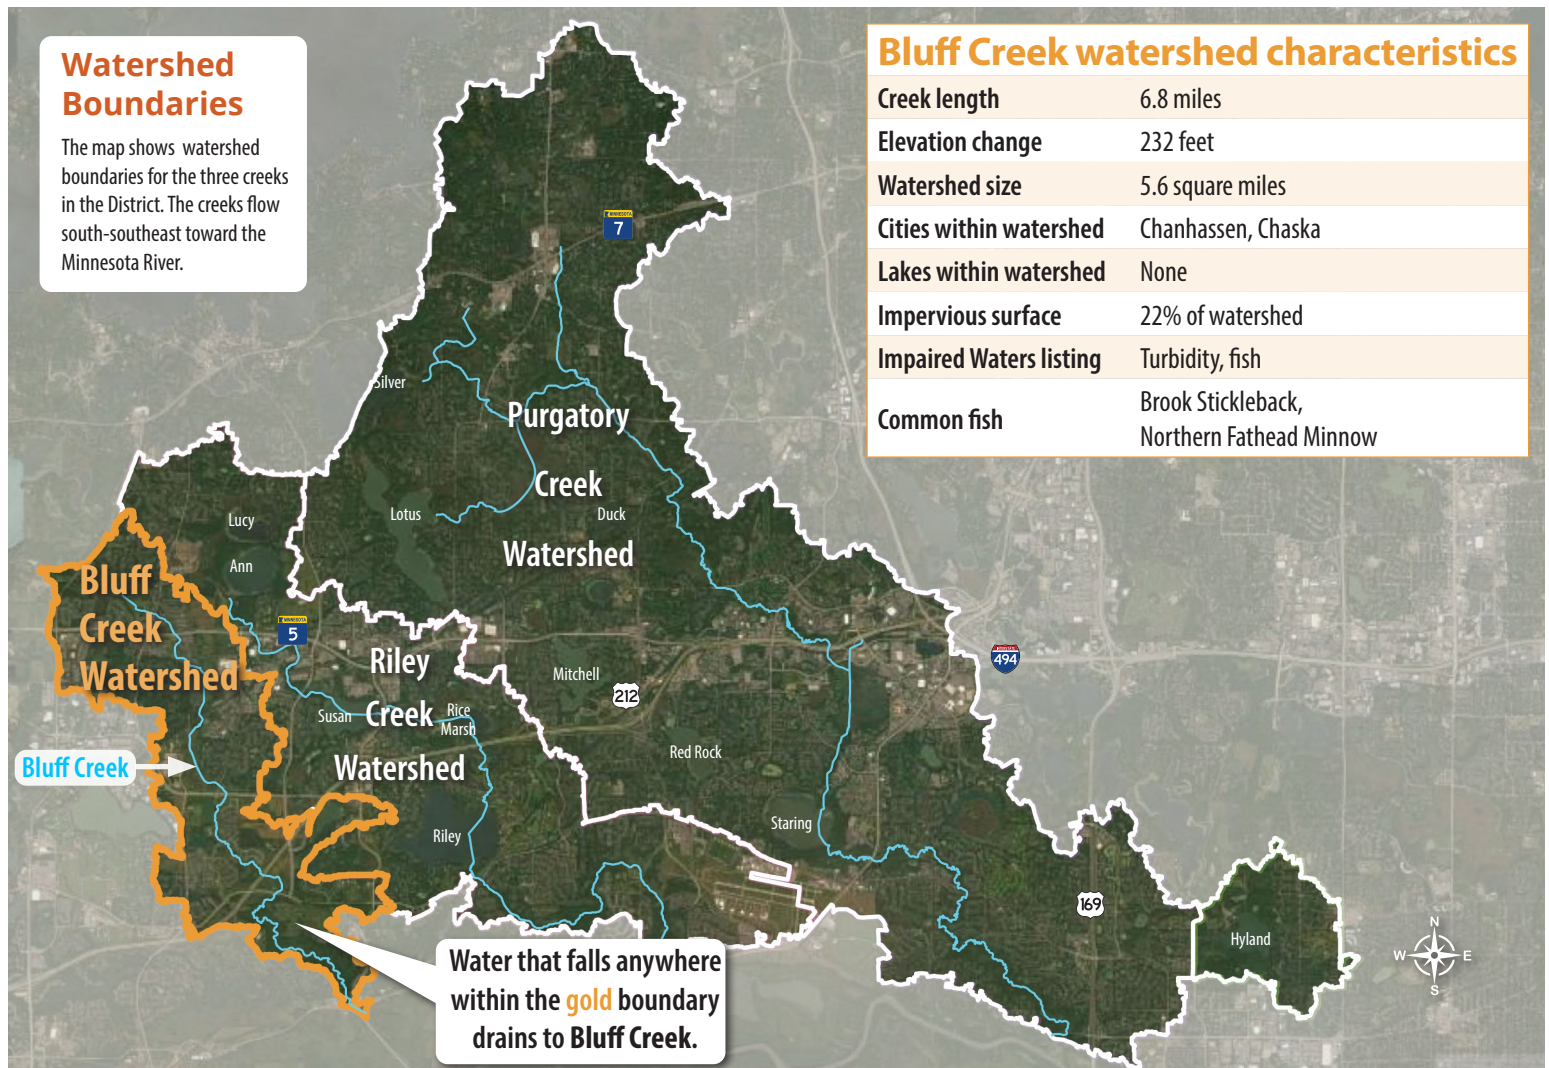 Watershed
Boundaries
The map shows watershed
boundaries for the three creeks
in the District. The creeks flow
south-southeast toward the
Minnesota River.
Bluff Creek watershed characteristics
Creek length 6.8 miles
Elevation change 232 feet
Watershed size 5.6 square miles
Cities within watershed Chanhassen, Chaska
Lakes within watershed None
Impervious surface 22% of watershed
Impaired Waters listing Turbidity, fish
Common fish Brook Stickleback,
Northern Fathead Minnow
MINNESOTA
7
Silver
Purgatory
Creek
Watershed
Lotus
Duck
Lucy
Ann
Bluff
Creek
Watershed
MINNESOTA
5
Riley
Creek
Watershed
Susan
Rice
Marsh
Mitchell
212
494
Red Rock
Bluff Creek
Riley
Staring
169
Hyland
N
W E
S
Water that falls anywhere
within the gold boundary
drains to Bluff Creek.